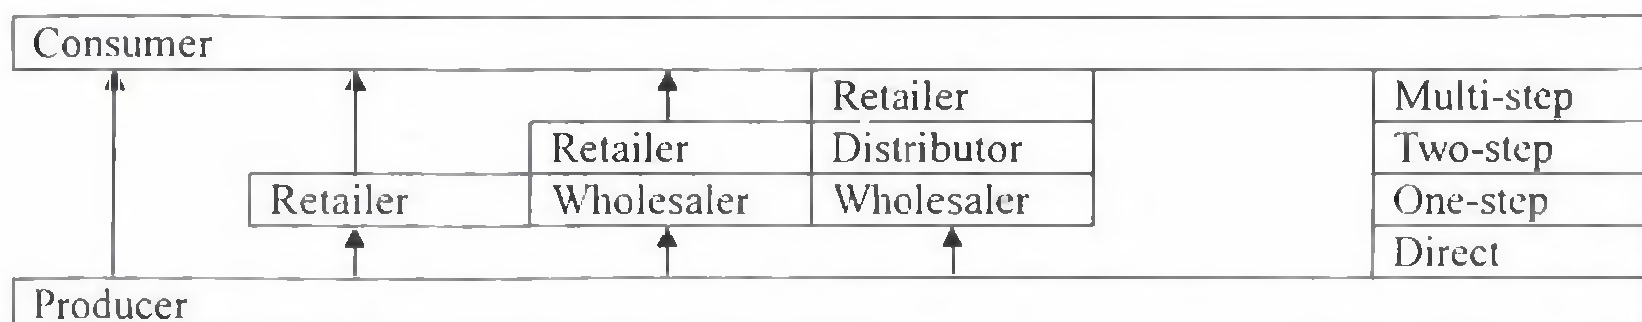 Consumer
Retailer Multi-step
Retailer Distributor Two-step
Retailer Wholesaler Wholesaler One-step
Direct
Producer